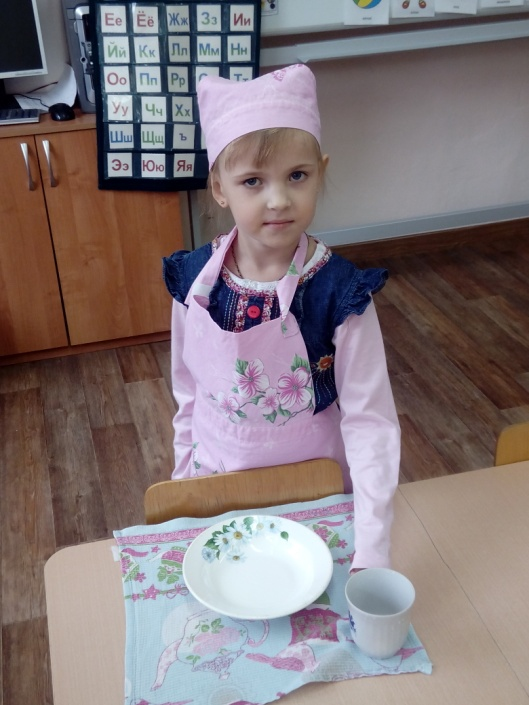 Ее Ёё Жж Зз Ии
Йй Кк Лл Мм Нн
Оо Пп Рр
Уу Чч Хх
Шш Щщ ъ
Ээ Юю Яя